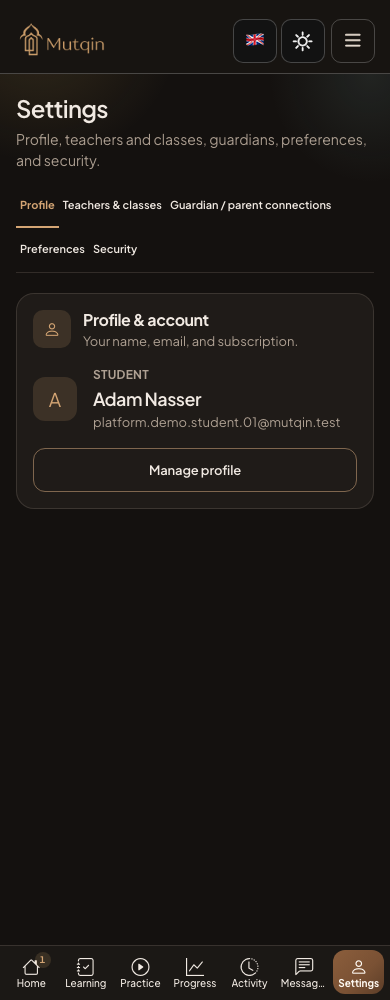 Mutqin
Settings
Profile, teachers and classes, guardians, preferences,
and security.
Profile Teachers & classes Guardian / parent connections
Preferences Security
Profile & account
Your name, email, and subscription.
STUDENT
A
Adam Nasser
platform.demo.student.01@mutqin.test
Manage profile
1
Home Learning Practice Progress Activity Messag... Settings